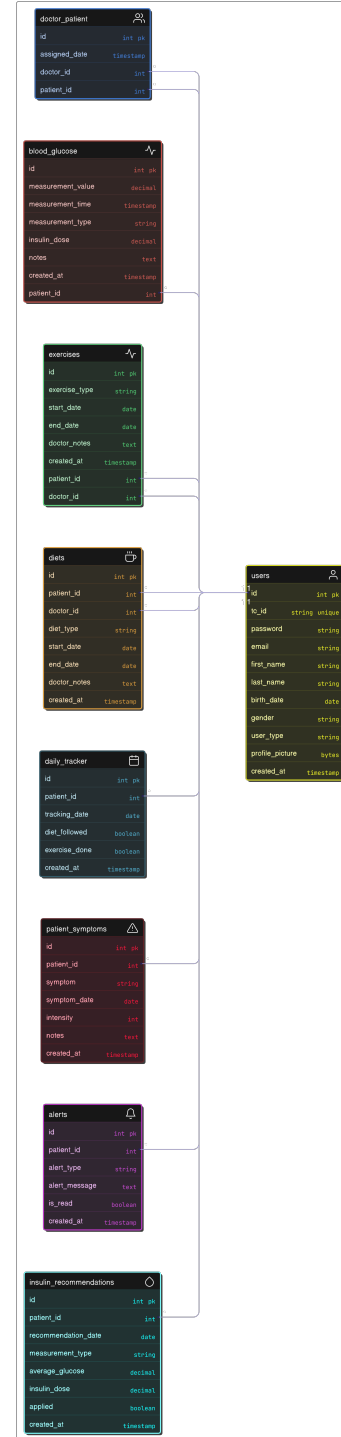 doctor_patient
id int pk
assigned_date timestamp
doctor_id int
patient_id int
blood_glucose
id int pk
measurement_value decimal
measurement_time timestamp
measurement_type string
insulin_dose decimal
notes text
created_at timestamp
patient_id int
exercises
id int pk
exercise_type string
start_date date
end_date date
doctor_notes text
created_at timestamp
patient_id int
doctor_id int
diets
id int pk
patient_id int
doctor_id int
diet_type string
start_date date
end_date date
doctor_notes text
created_at timestamp
users
1
id int pk
1
tc_id string unique
password string
email string
first_name string
last_name string
birth_date date
gender string
user_type string
profile_picture bytes
created_at timestamp
daily_tracker
id int pk
patient_id int
tracking_date date
diet_followed boolean
exercise_done boolean
created_at timestamp
patient_symptoms
id int pk
patient_id int
symptom string
symptom_date date
intensity int
notes text
created_at timestamp
alerts
id int pk
patient_id int
alert_type string
alert_message text
is_read boolean
created_at timestamp
insulin_recommendations
id int pk
patient_id int
recommendation_date date
measurement_type string
average_glucose decimal
insulin_dose decimal
applied boolean
created_at timestamp